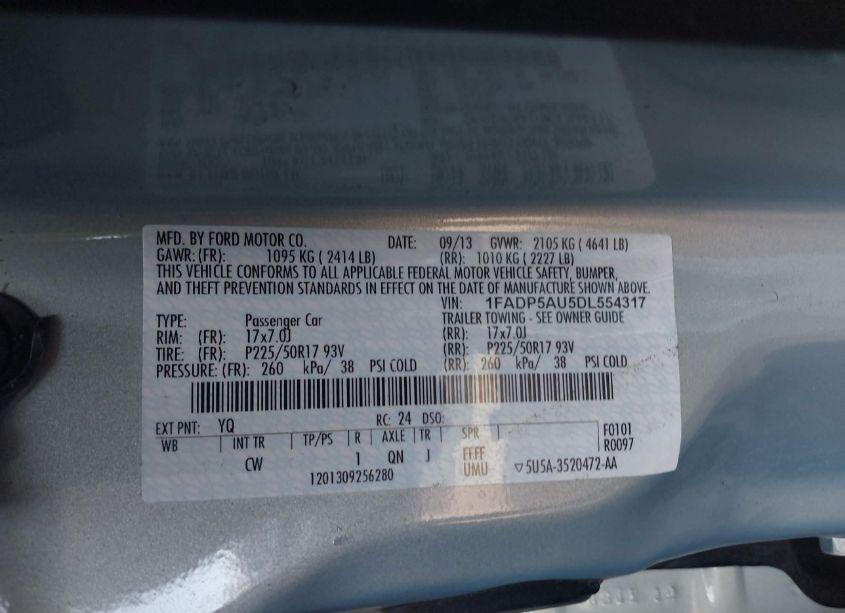 MFD. BY FORD MOTOR CO. DATE: 09/13 GVWR: 2105 KG ( 4641 LB)
GAWR: (FR): 1095 KG ( 2414 LB) (RR): 1010 KG ( 2227 LB)
THIS VEHICLE CONFORMS TO ALL APPLICABLE FEDERAL MOTOR VEHICLE SAFETY, BUMPER,
AND THEFT PREVENTION STANDARDS IN EFFECT ON THE DATE OF MANUFACTURE SHOWN ABOVE.
VIN: 1FADP5AU5DL554317
TYPE: Passenger Car TRAILER TOWING - SEE OWNER GUIDE
RIM: (FR): 17x7.0J (RR): 17x7.0J
TIRE: (FR): P225/50R17 93V (RR): P225/50R17 93V
PRESSURE: (FR): 260 kPa/ 38 PSI COLD (RR): 260 kPa/ 38 PSI COLD
EXT PNT: YQ RC: 24 DSO: F0101
WB INT TR TP/PS R AXLE TR SPR R0097
CW 1 QN J FFFF
UMU
1201309256280 ▽5U5A-3520472-AA